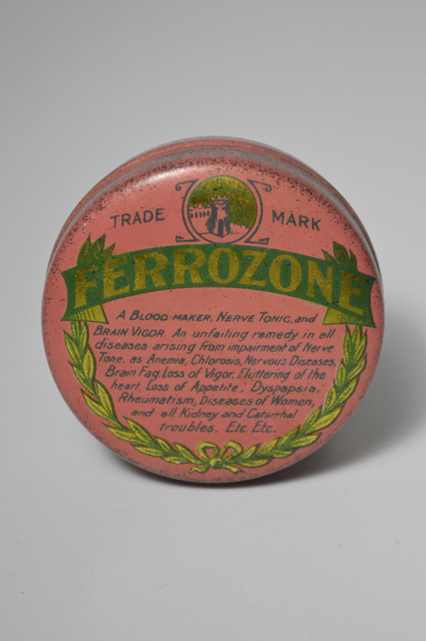 TRADE MARK
FERROZONE
A BLOOD-MAKER, NERVE TONIC, and
BRAIN VIGOR. An unfailing remedy in all
diseases arising from impairment of Nerve
Tone, as Anemia, Chlorosis, Nervous Diseases,
Brain Fag, Loss of Vigor, Fluttering of the
heart, Loss of Appetite, Dyspepsia,
Rheumatism, Diseases of Women,
and all Kidney and Catarrhal
troubles. Etc. Etc.